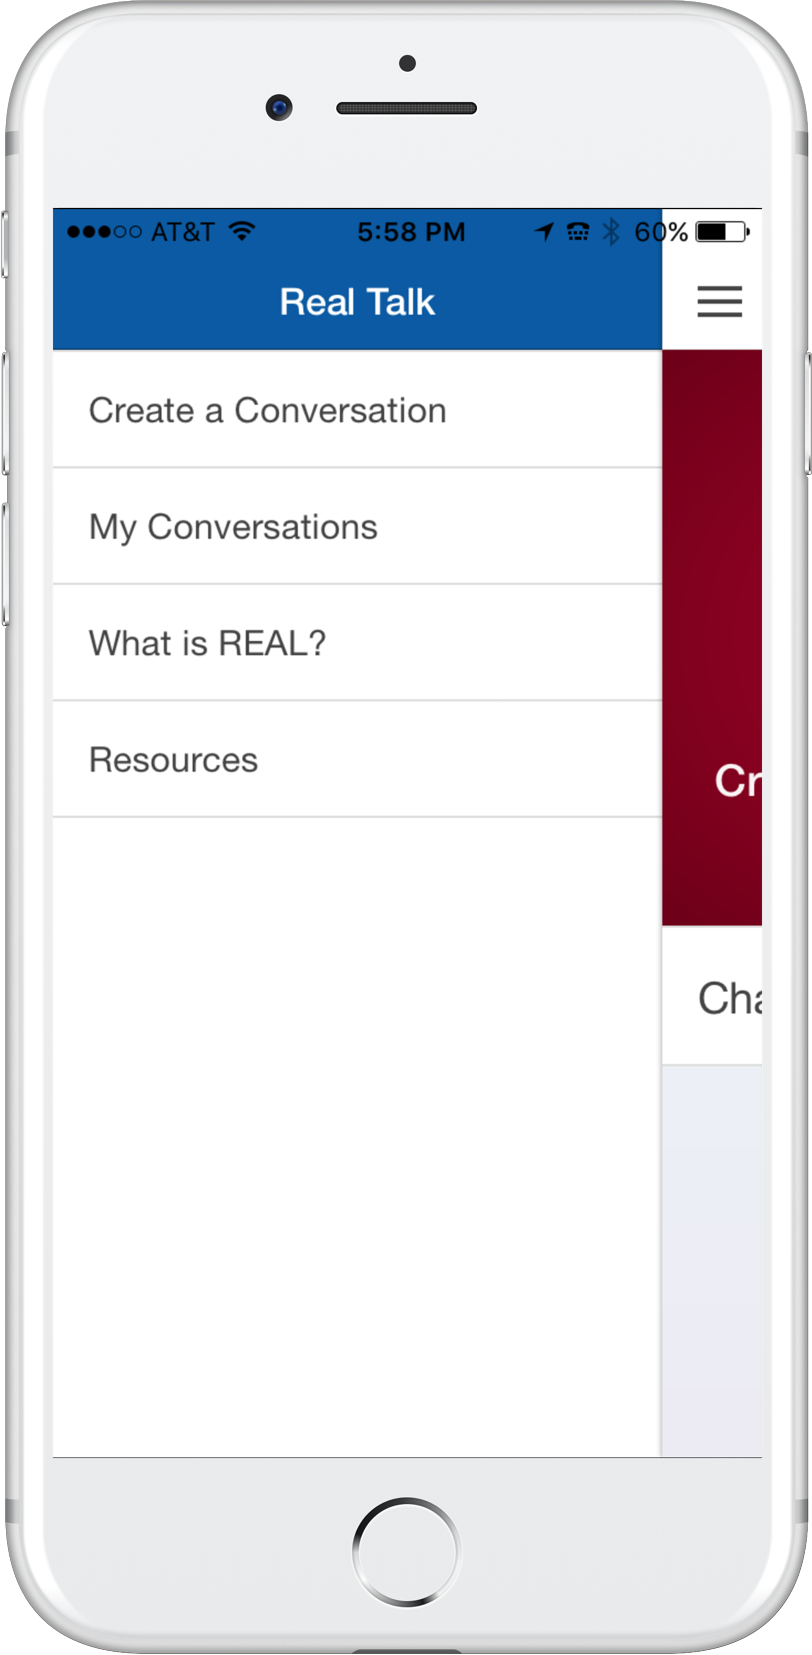 AT&T 5:58 PM 60%
Real Talk
Create a Conversation
My Conversations
What is REAL?
Resources
Cr
Cha